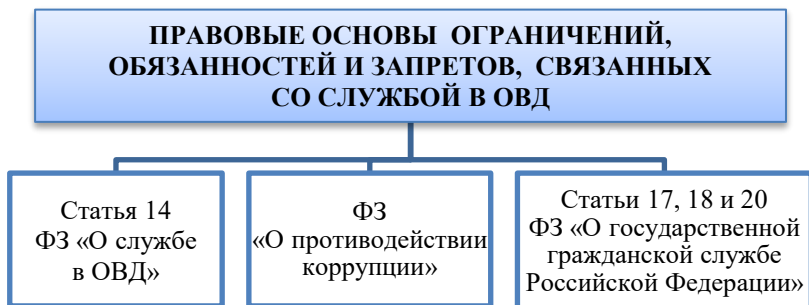 ПРАВОВЫЕ ОСНОВЫ ОГРАНИЧЕНИЙ,
ОБЯЗАННОСТЕЙ И ЗАПРЕТОВ, СВЯЗАННЫХ
СО СЛУЖБОЙ В ОВД
Статья 14
ФЗ «О службе
в ОВД»
ФЗ
«О противодействии
коррупции»
Статьи 17, 18 и 20
ФЗ «О государственной
гражданской службе
Российской Федерации»